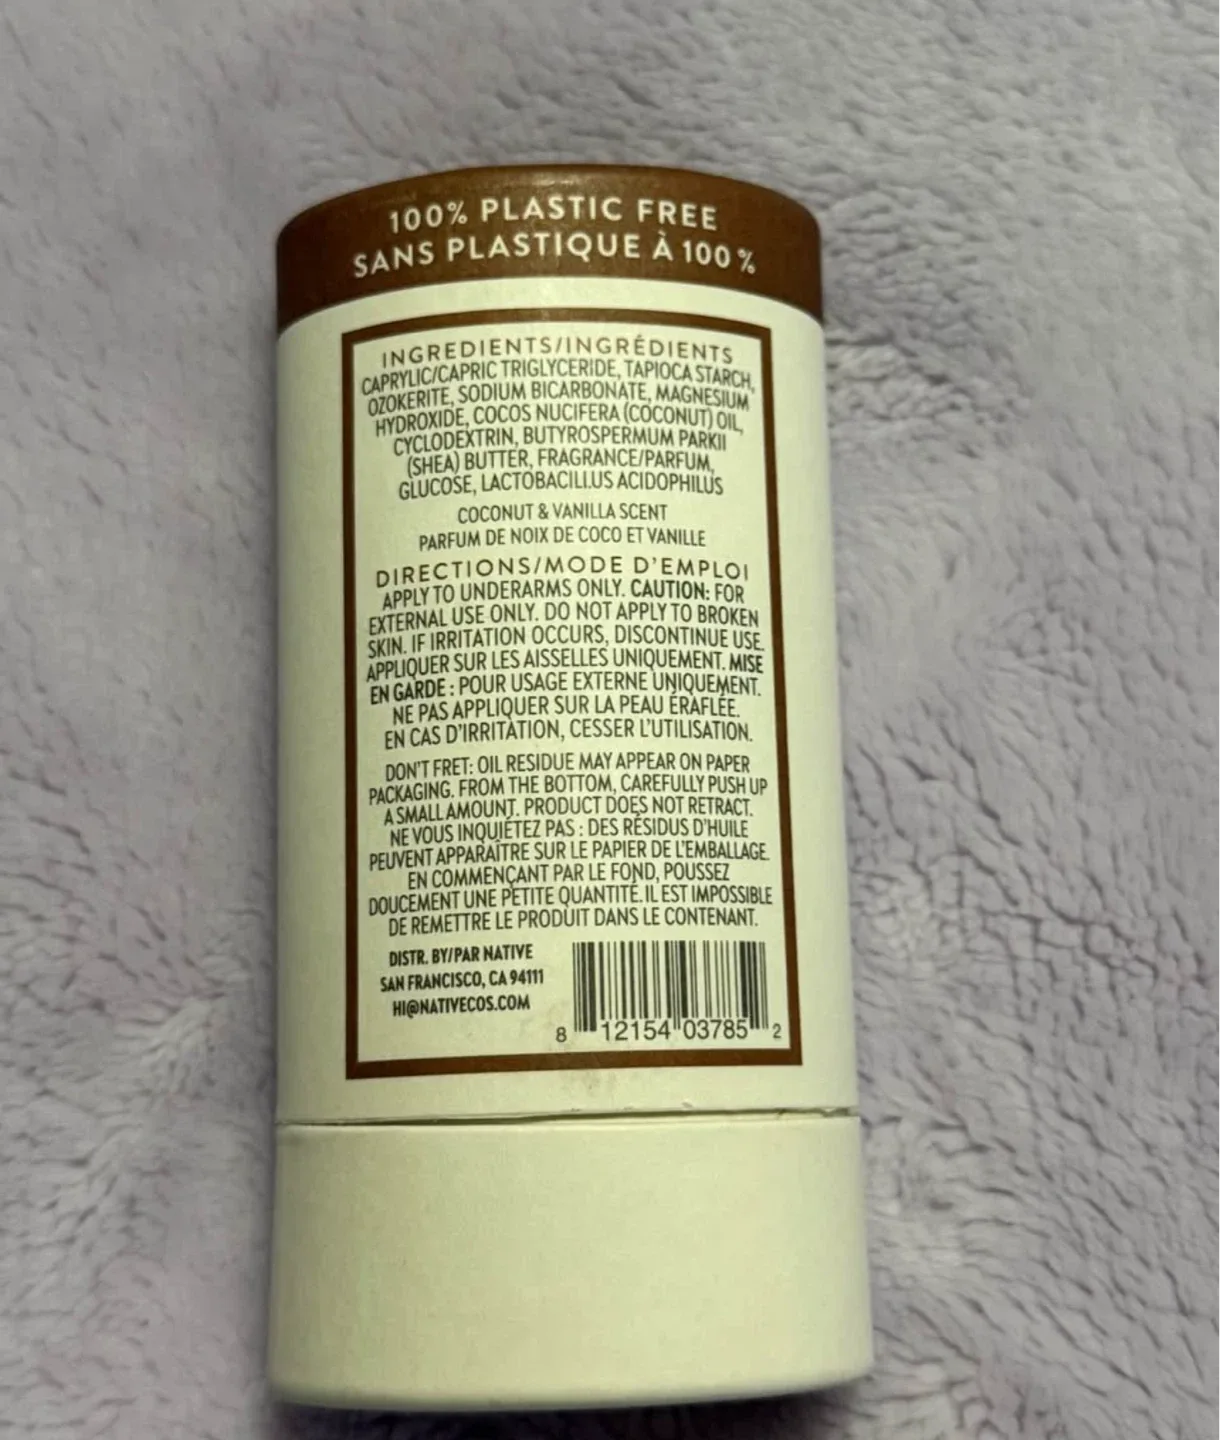 100% PLASTIC FREE
SANS PLASTIQUE À 100 %
INGREDIENTS/INGRÉDIENTS
CAPRYLIC/CAPRIC TRIGLYCERIDE, TAPIOCA STARCH,
OZOKERITE, SODIUM BICARBONATE, MAGNESIUM
HYDROXIDE, COCOS NUCIFERA (COCONUT) OIL,
CYCLODEXTRIN, BUTYROSPERMUM PARKII
(SHEA) BUTTER, FRAGRANCE/PARFUM,
GLUCOSE, LACTOBACILLUS ACIDOPHILUS
COCONUT & VANILLA SCENT
PARFUM DE NOIX DE COCO ET VANILLE
DIRECTIONS/MODE D'EMPLOI
APPLY TO UNDERARMS ONLY. CAUTION: FOR
EXTERNAL USE ONLY. DO NOT APPLY TO BROKEN
SKIN. IF IRRITATION OCCURS, DISCONTINUE USE.
APPLIQUER SUR LES AISSELLES UNIQUEMENT. MISE
EN GARDE : POUR USAGE EXTERNE UNIQUEMENT.
NE PAS APPLIQUER SUR LA PEAU ÉRAFLÉE.
EN CAS D'IRRITATION, CESSER L'UTILISATION.
DON'T FRET: OIL RESIDUE MAY APPEAR ON PAPER
PACKAGING. FROM THE BOTTOM, CAREFULLY PUSH UP
A SMALL AMOUNT. PRODUCT DOES NOT RETRACT.
NE VOUS INQUIÉTEZ PAS : DES RÉSIDUS D'HUILE
PEUVENT APPARAÎTRE SUR LE PAPIER DE L'EMBALLAGE.
EN COMMENÇANT PAR LE FOND, POUSSEZ
DOUCEMENT UNE PETITE QUANTITÉ. IL EST IMPOSSIBLE
DE REMETTRE LE PRODUIT DANS LE CONTENANT.
DISTR. BY/PAR NATIVE
SAN FRANCISCO, CA 94111
HI@NATIVECOS.COM
8 12154 03785 2